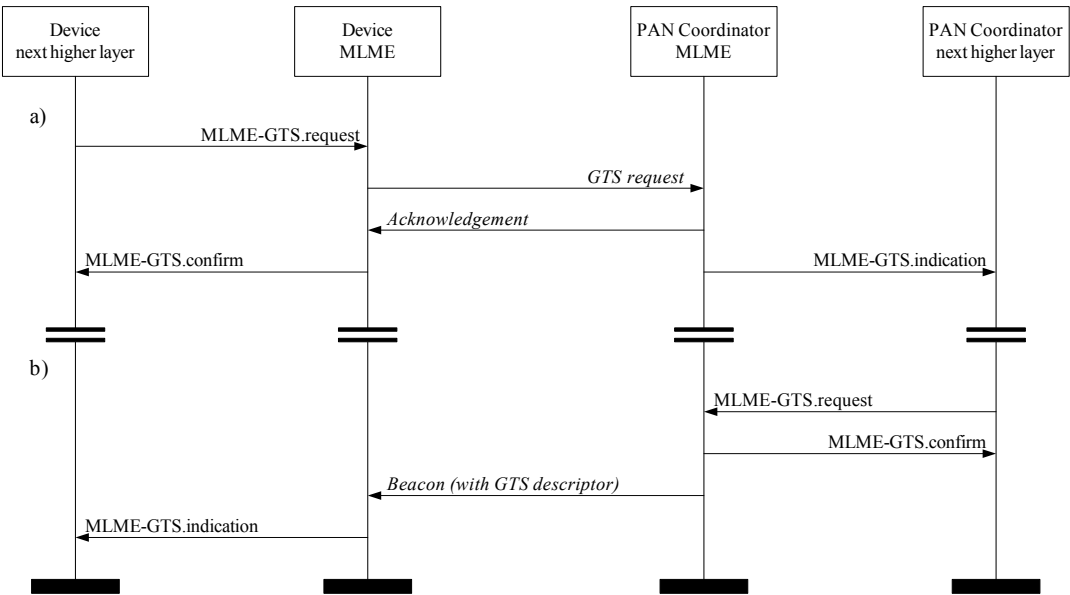 Device
next higher layer
Device
MLME
PAN Coordinator
MLME
PAN Coordinator
next higher layer
a)
MLME-GTS.request
GTS request
Acknowledgement
MLME-GTS.confirm
MLME-GTS.indication
b)
MLME-GTS.request
MLME-GTS.confirm
Beacon (with GTS descriptor)
MLME-GTS.indication